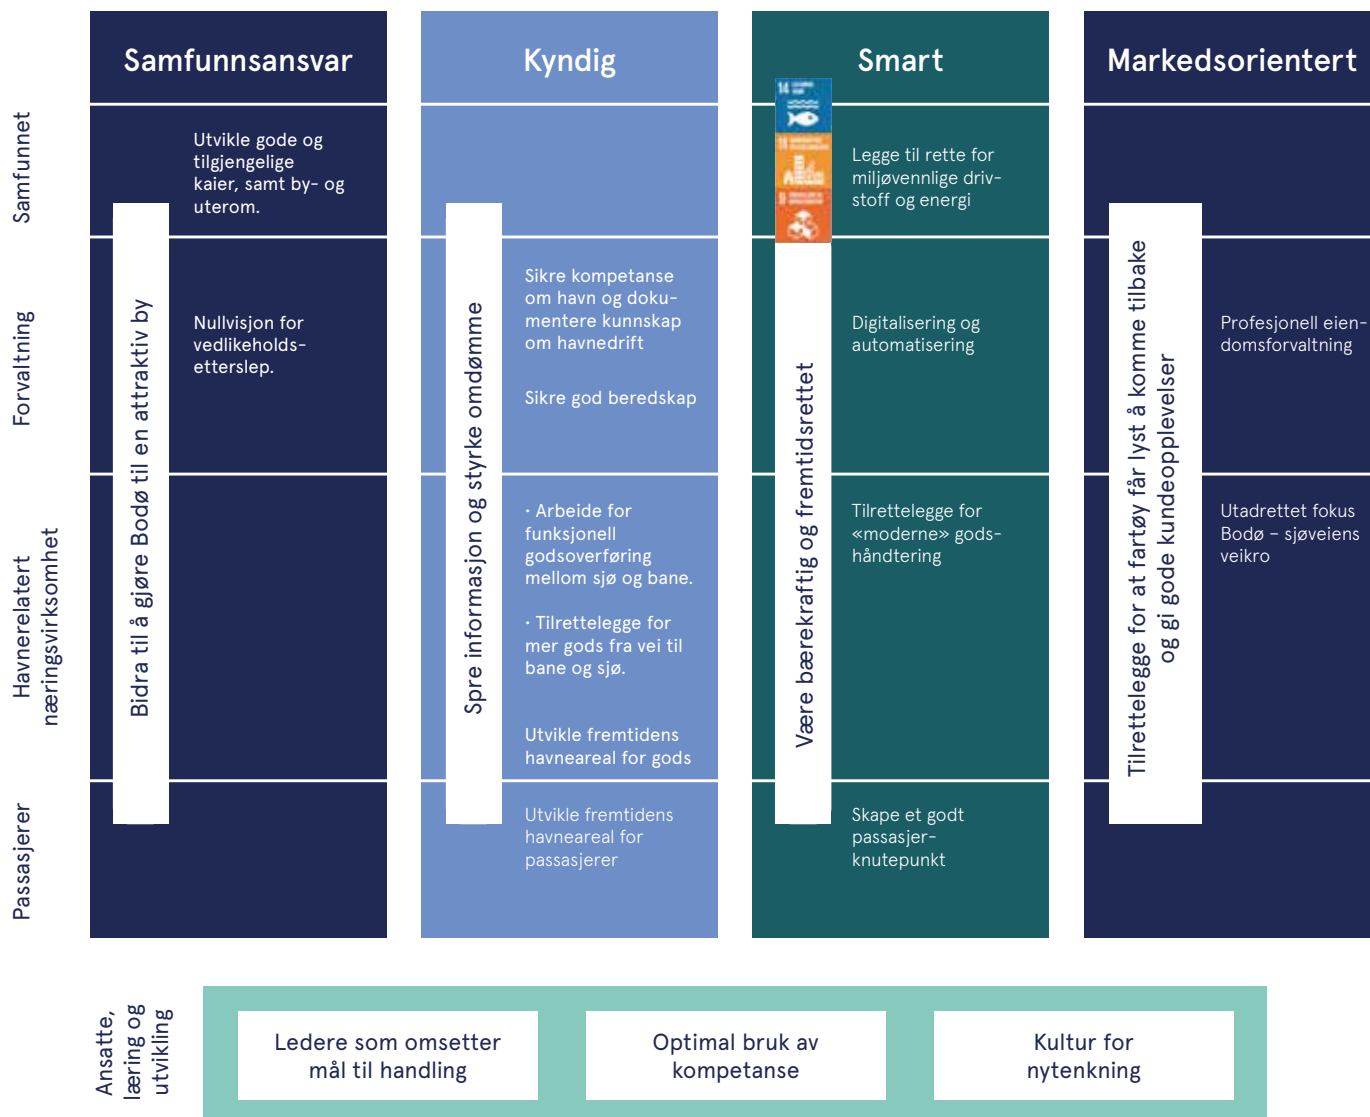 Samfunnsansvar
Kyndig
Smart
Markedsorientert
Samfunnet
Utvikle gode og
tilgjengelige
kaier, samt by- og
uterom.
14
11
9
Legge til rette for
miljøvennlige driv-
stoff og energi
Forvaltning
Nullvisjon for
vedlikeholds-
etterslep.
Sikre kompetanse
om havn og doku-
mentere kunnskap
om havnedrift
Sikre god beredskap
Digitalisering og
automatisering
Profesjonell eien-
domsforvaltning
Bidra til å gjøre Bodø til en attraktiv by
Spre informasjon og styrke omdømme
Være bærekraftig og fremtidsrettet
Tilrettelegge for at fartøy får lyst å komme tilbake
og gi gode kundeopplevelser
Havnerelatert
næringsvirksomhet
· Arbeide for
funksjonell
godsoverføring
mellom sjø og bane.
· Tilrettelegge for
mer gods fra vei til
bane og sjø.
Utvikle fremtidens
havneareal for gods
Tilrettelegge for
«moderne» gods-
håndtering
Utadrettet fokus
Bodø – sjøveiens
veikro
Passasjerer
Utvikle fremtidens
havneareal for
passasjerer
Skape et godt
passasjer-
knutepunkt
Ansatte,
læring og
utvikling
Ledere som omsetter
mål til handling
Optimal bruk av
kompetanse
Kultur for
nytenkning